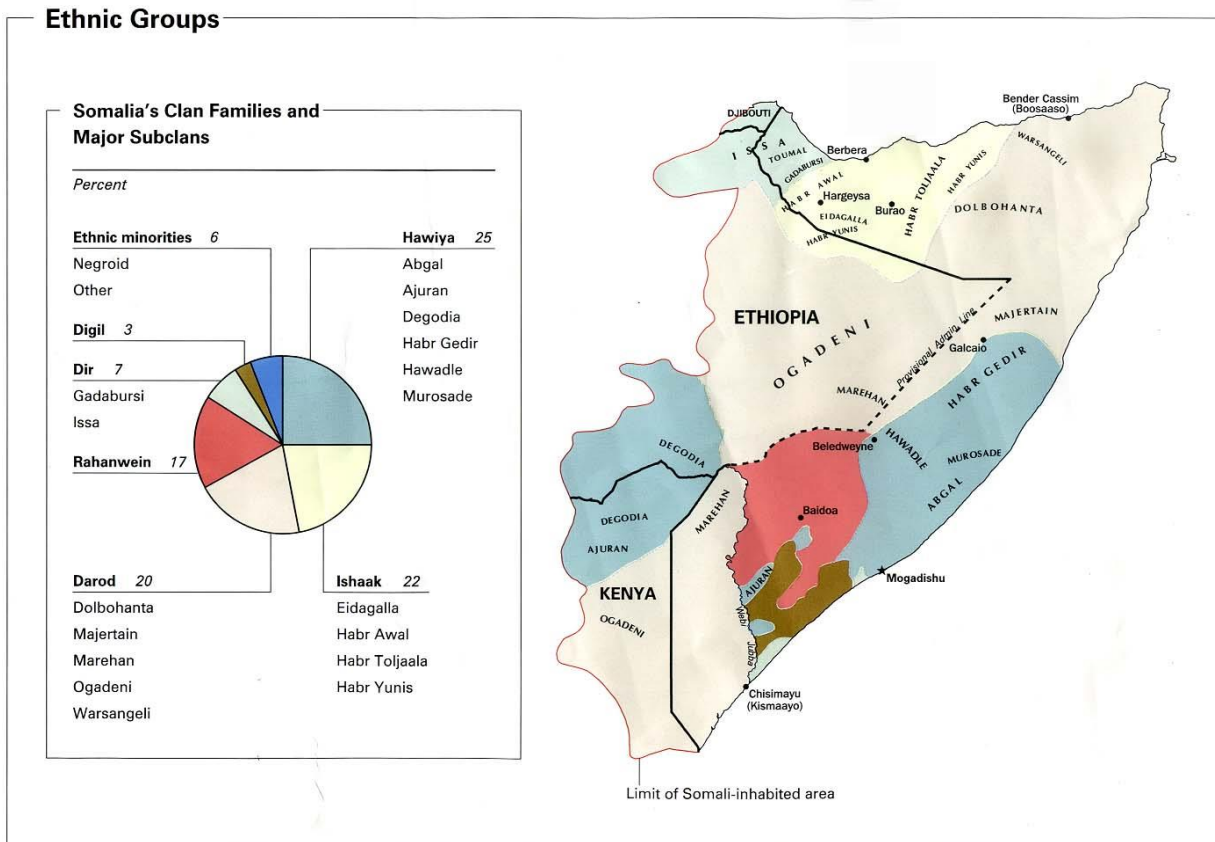 Ethnic Groups
Somalia's Clan Families and
Major Subclans
Percent
Ethnic minorities 6
Negroid
Other
Digil 3
Dir 7
Gadabursi
Issa
Rahanwein 17
Darod 20
Dolbohanta
Majertain
Marehan
Ogadeni
Warsangeli
Hawiya 25
Abgal
Ajuran
Degodia
Habr Gedir
Hawadle
Murosade
Ishaak 22
Eidagalla
Habr Awal
Habr Toljaala
Habr Yunis
DJIBOUTI
ISSA
TOUMAL
GADABURSI
Berbera
Bender Cassim
(Boosaaso)
WARSANGELI
HABR AWAL
Hargeysa
EIDAGALLA
HABR YUNIS
Burao
HABR TOLJAALA
HABR YUNIS
DOLBOHANTA
ETHIOPIA
OGADENI
Provisional Admin Line
MAJERTAIN
Galcaio
MAREHAN
HABR GEDIR
Beledweyne
HAWADLE
MUROSADE
ABGAL
DEGODIA
DEGODIA
AJURAN
MAREHAN
Baidoa
AJURAN
Mogadishu
KENYA
OGADENI
Webi Jubba
Chisimayu
(Kismaayo)
Limit of Somali-inhabited area